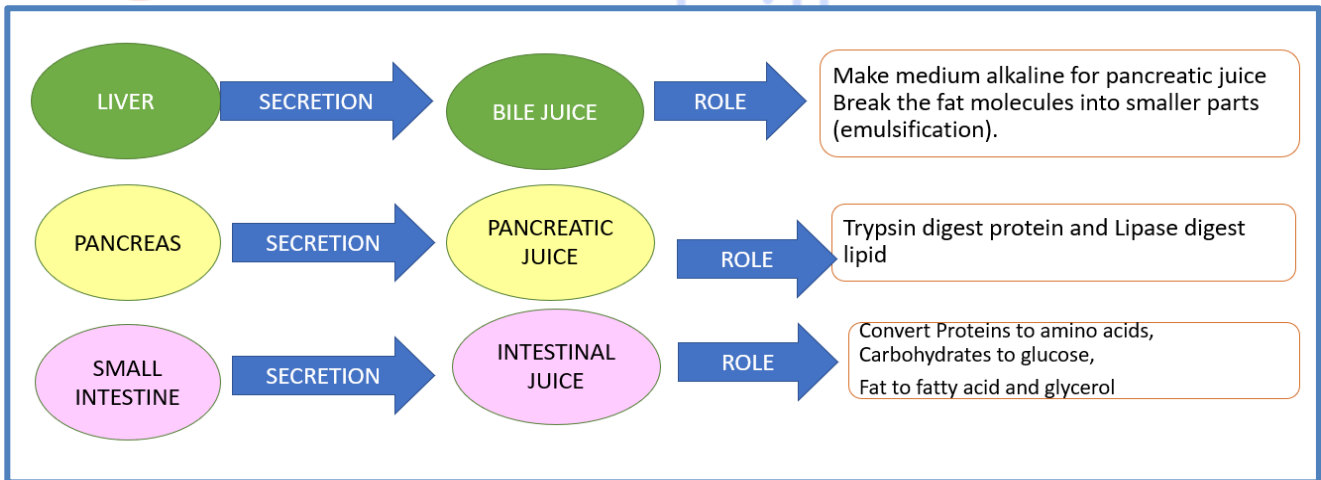 LIVER
SECRETION
BILE JUICE
ROLE
Make medium alkaline for pancreatic juice
Break the fat molecules into smaller parts
(emulsification).
PANCREAS
SECRETION
PANCREATIC
JUICE
ROLE
Trypsin digest protein and Lipase digest
lipid
SMALL
INTESTINE
SECRETION
INTESTINAL
JUICE
ROLE
Convert Proteins to amino acids,
Carbohydrates to glucose,
Fat to fatty acid and glycerol